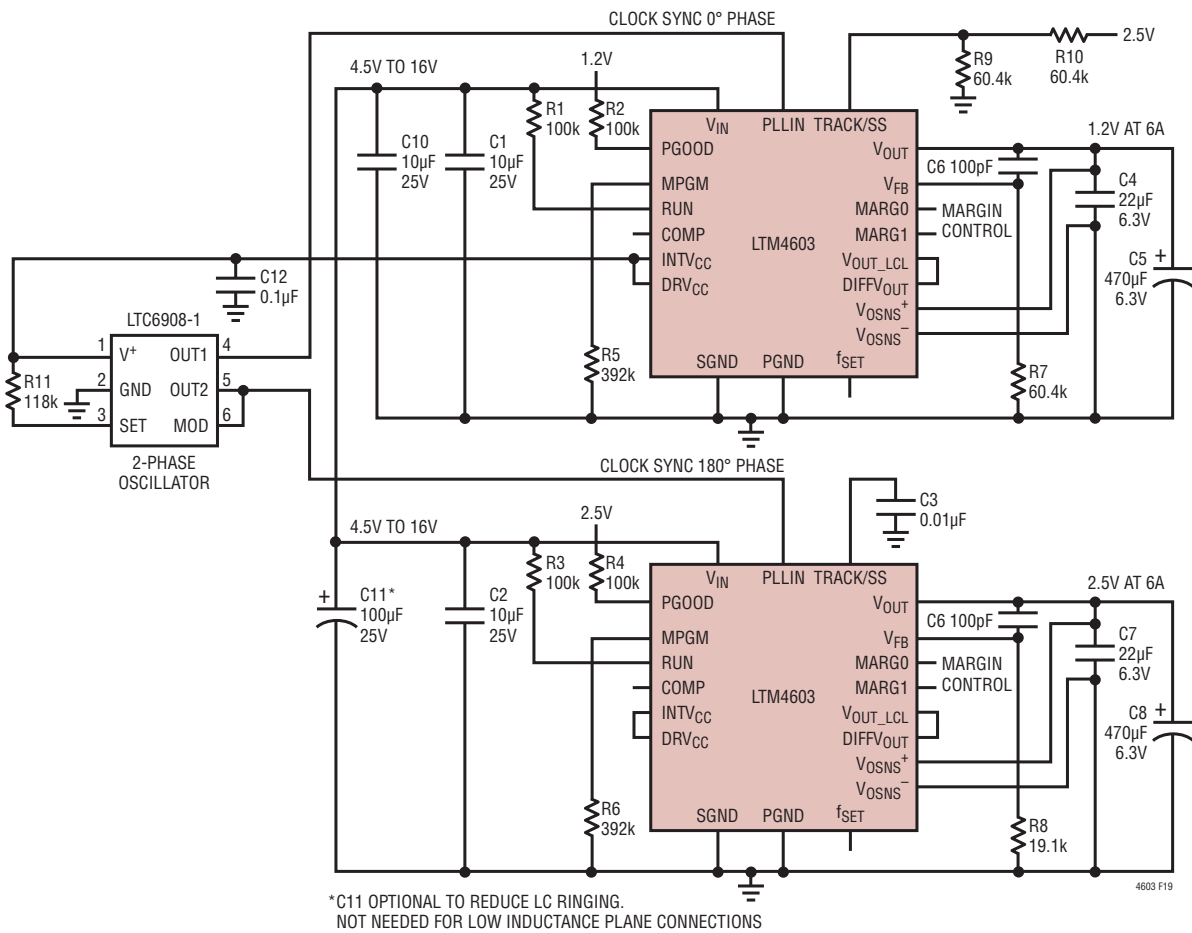 CLOCK SYNC 0° PHASE
4.5V TO 16V
1.2V
R1
100k
R2
100k
C10
10µF
25V
C1
10µF
25V
R9
60.4k
R10
60.4k
2.5V
VIN
PLLIN
TRACK/SS
PGOOD
MPGM
RUN
COMP
INTVCC
DRVCC
LTM4603
VOUT
VFB
MARG0
MARG1
VOUT_LCL
DIFFVOUT
VOSNS+
VOSNS–
SGND
PGND
fSET
1.2V AT 6A
C6 100pF
MARGIN
CONTROL
C4
22µF
6.3V
C5
470µF
6.3V
+
R5
392k
R7
60.4k
C12
0.1µF
LTC6908-1
1
V+
OUT1
4
2
GND
OUT2
5
3
SET
MOD
6
R11
118k
2-PHASE
OSCILLATOR
CLOCK SYNC 180° PHASE
4.5V TO 16V
2.5V
R3
100k
R4
100k
+
C11*
100µF
25V
C2
10µF
25V
C3
0.01µF
VIN
PLLIN
TRACK/SS
PGOOD
MPGM
RUN
COMP
INTVCC
DRVCC
LTM4603
VOUT
VFB
MARG0
MARG1
VOUT_LCL
DIFFVOUT
VOSNS+
VOSNS–
SGND
PGND
fSET
2.5V AT 6A
C6 100pF
MARGIN
CONTROL
C7
22µF
6.3V
C8
470µF
6.3V
+
R6
392k
R8
19.1k
4603 F19
*C11 OPTIONAL TO REDUCE LC RINGING.
NOT NEEDED FOR LOW INDUCTANCE PLANE CONNECTIONS